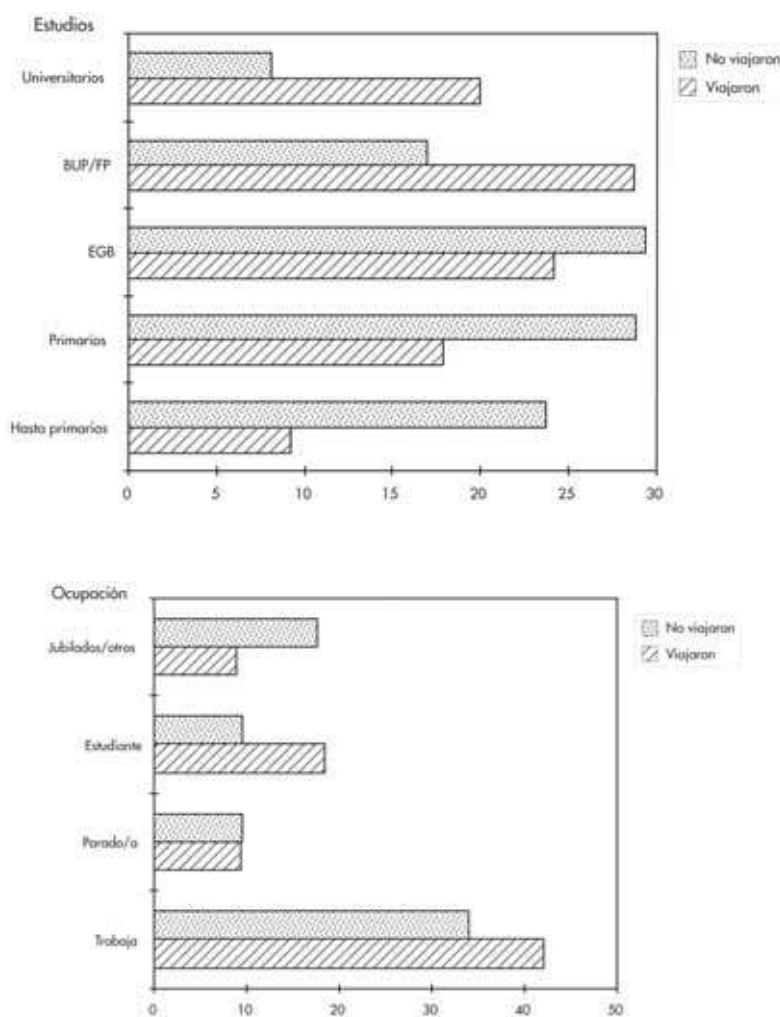 Estudios
No viajaron
Viajaron
Universitarios
BUP/FP
EGB
Primarios
Hasta primarios
0 5 10 15 20 25 30
Ocupación
No viajaron
Viajaron
Jubilados/otros
Estudiante
Parado/a
Trabaja
0 10 20 30 40 50